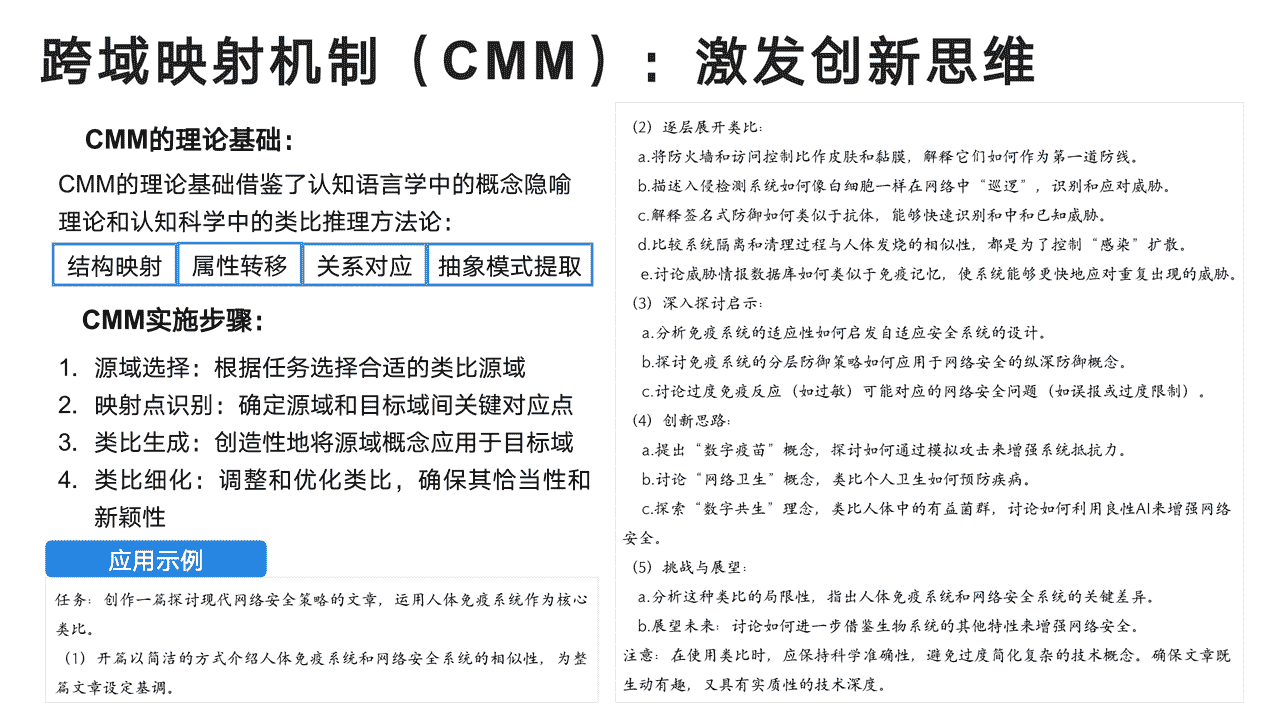 跨域映射机制（CMM）：激发创新思维
CMM的理论基础：
CMM的理论基础借鉴了认知语言学中的概念隐喻
理论和认知科学中的类比推理方法论：
结构映射 属性转移 关系对应 抽象模式提取
CMM实施步骤：
1. 源域选择：根据任务选择合适的类比源域
2. 映射点识别：确定源域和目标域间关键对应点
3. 类比生成：创造性地将源域概念应用于目标域
4. 类比细化：调整和优化类比，确保其恰当性和
新颖性
应用示例
任务：创作一篇探讨现代网络安全策略的文章，运用人体免疫系统作为核心
类比。
（1）开篇以简洁的方式介绍人体免疫系统和网络安全系统的相似性，为整
篇文章设定基调。
（2）逐层展开类比：
a.将防火墙和访问控制比作皮肤和黏膜，解释它们如何作为第一道防线。
b.描述入侵检测系统如何像白细胞一样在网络中“巡逻”，识别和应对威胁。
c.解释签名式防御如何类似于抗体，能够快速识别和中和已知威胁。
d.比较系统隔离和清理过程与人体发烧的相似性，都是为了控制“感染”扩散。
e.讨论威胁情报数据库如何类似于免疫记忆，使系统能够更快地应对重复出现的威胁。
（3）深入探讨启示：
a.分析免疫系统的适应性如何启发自适应安全系统的设计。
b.探讨免疫系统的分层防御策略如何应用于网络安全的纵深防御概念。
c.讨论过度免疫反应（如过敏）可能对应的网络安全问题（如误报或过度限制）。
（4）创新思路：
a.提出“数字疫苗”概念，探讨如何通过模拟攻击来增强系统抵抗力。
b.讨论“网络卫生”概念，类比个人卫生如何预防疾病。
c.探索“数字共生”理念，类比人体中的有益菌群，讨论如何利用良性AI来增强网络
安全。
（5）挑战与展望：
a.分析这种类比的局限性，指出人体免疫系统和网络安全系统的关键差异。
b.展望未来：讨论如何进一步借鉴生物系统的其他特性来增强网络安全。
注意：在使用类比时，应保持科学准确性，避免过度简化复杂的技术概念。确保文章既
生动有趣，又具有实质性的技术深度。